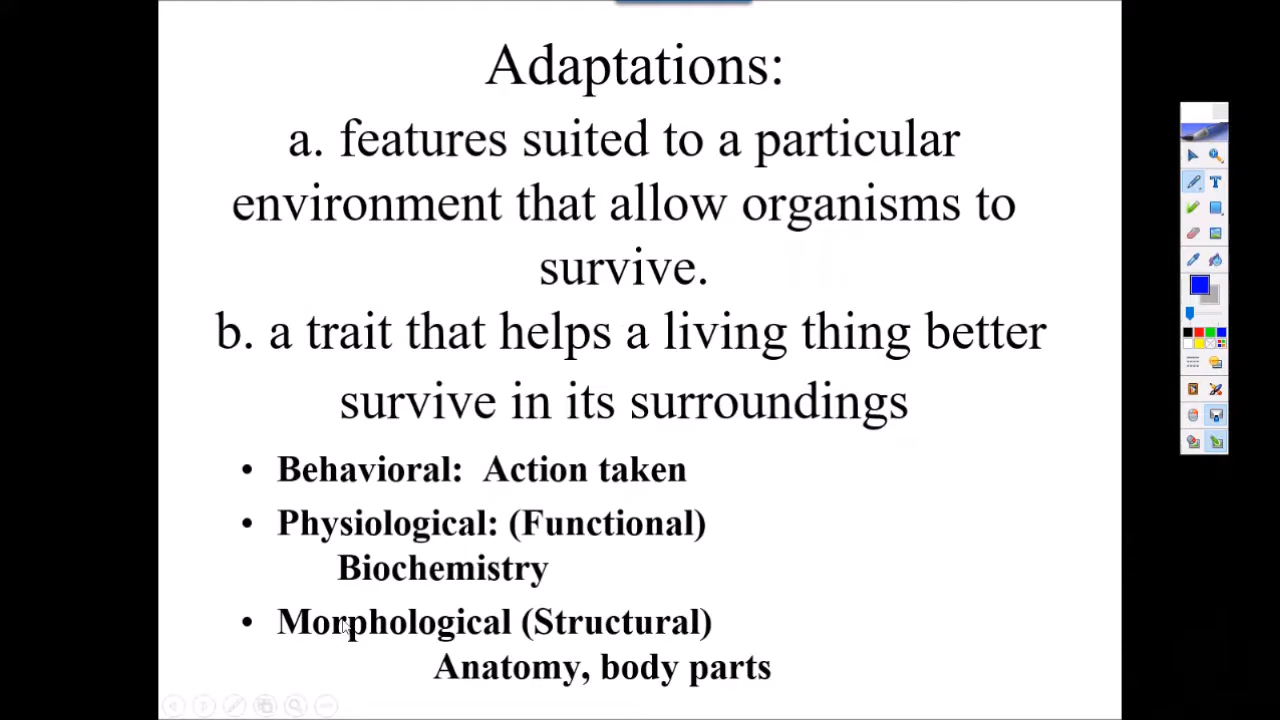 Adaptations:
a. features suited to a particular
environment that allow organisms to
survive.
b. a trait that helps a living thing better
survive in its surroundings
• Behavioral:  Action taken
• Physiological: (Functional)
Biochemistry
• Morphological (Structural)
Anatomy, body parts